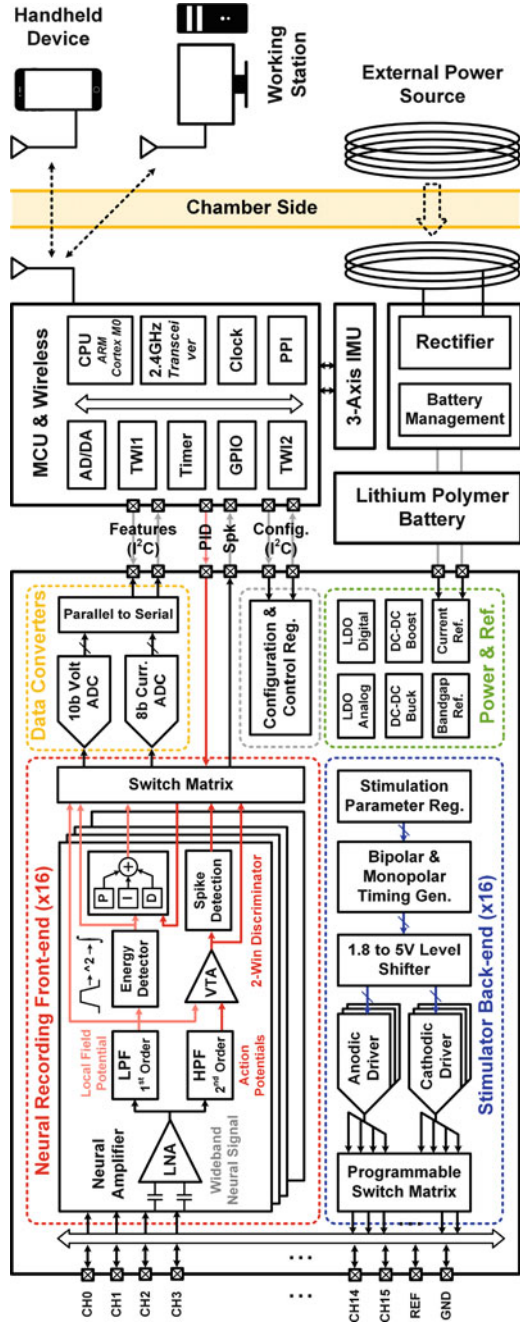 Handheld
Device
Working
Station
External Power
Source
Chamber Side
MCU & Wireless
CPU
ARM
Cortex M0
2.4GHz
Transcei
ver
Clock
PPI
AD/DA
TWI1
Timer
GPIO
TWI2
3-Axis IMU
Rectifier
Battery
Management
Lithium Polymer
Battery
Features
(I²C)
PID
Spk
Config.
(I²C)
Data Converters
Parallel to Serial
10b Volt
ADC
8b Curr.
ADC
Configuration &
Control Reg.
LDO
Digital
DC-DC
Boost
Current
Ref.
LDO
Analog
DC-DC
Buck
Bandgap
Ref.
Power & Ref.
Neural Recording Front-end (x16)
Switch Matrix
P
I
D
+
Spike
Detection
2-Win Discriminator
→^2→∫
Energy
Detector
VTA
Local Field
Potential
LPF
1st Order
HPF
2nd Order
Action
Potentials
Neural
Amplifier
LNA
Wideband
Neural Signal
Stimulation
Parameter Reg.
Bipolar &
Monopolar
Timing Gen.
1.8 to 5V Level
Shifter
Anodic
Driver
Cathodic
Driver
Programmable
Switch Matrix
Stimulator Back-end (x16)
CH0
CH1
CH2
CH3
...
...
CH14
CH15
REF
GND